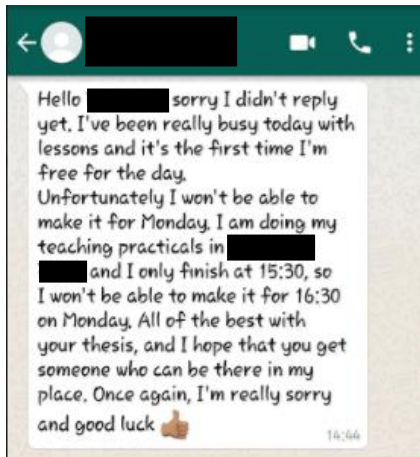 Hello sorry I didn't reply
yet. I've been really busy today with
lessons and it's the first time I'm
free for the day.
Unfortunately I won't be able to
make it for Monday. I am doing my
teaching practicals in
and I only finish at 15:30, so
I won't be able to make it for 16:30
on Monday. All of the best with
your thesis, and I hope that you get
someone who can be there in my
place. Once again, I'm really sorry
and good luck 👍🏽
14:44